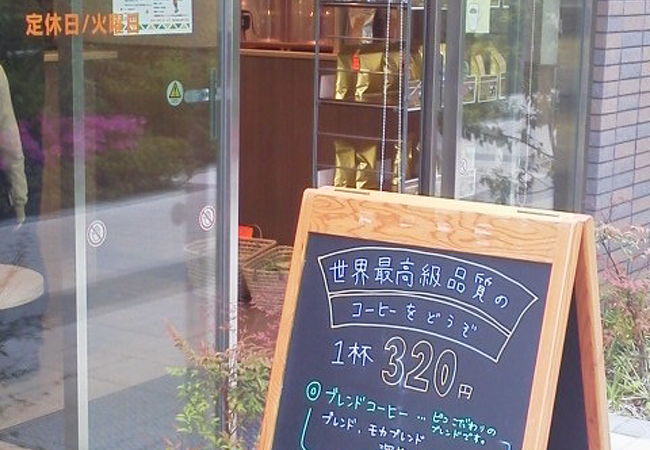 定休日/火曜日
世界最高級品質の
コーヒーをどうぞ
1杯 320円
◎ブレンドコーヒー … ピコこだわりの
ブレンドです。
ブレンド、モカブレンド